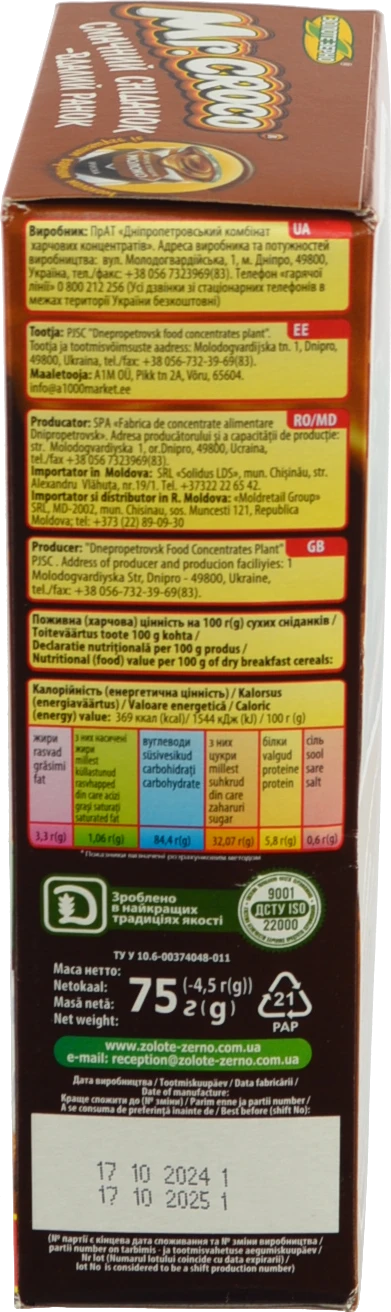 ЗОЛОТЕ ЗЕРНО
Mr. CROCO
СМАЧНИЙ СНІДАНОК
-ВДАЛИЙ РАНОК
UA
Виробник: ПрАТ «Дніпропетровський комбінат
харчових концентратів». Адреса виробника та потужностей
виробництва: вул. Молодогвардійська, 1, м. Дніпро, 49800,
Україна, тел./факс: +38 056 7323969(83). Телефон «гарячої
лінії» 0 800 212 256 (Усі дзвінки зі стаціонарних телефонів в
межах території України безкоштовні)
EE
Tootja: PJSC "Dnepropetrovsk food concentrates plant".
Tootja ja tootmisvõimsuste aadress: Molodogvardijska tn. 1, Dnipro,
49800, Ukraina, tel./fax: +38 056-732-39-69(83).
Maaletooja: A1M OÜ, Pikk tn 2A, Võru, 65604.
info@a1000market.ee
RO/MD
Producator: SPA «Fabrica de concentrate alimentare
Dnipropetrovsk». Adresa producătorului și a capacității de producție:
str. Molodogvardiyska 1, or.Dnipro, 49800, Ucraina,
tel./fax +38 056 7323969(83).
Importator in Moldova: SRL «Solidus LDS», mun. Chișinău, str.
Alexandru Vlăhuța, nr.19/1. Tel. +37322 22 65 42.
Importator si distributor in R. Moldova: «Moldretail Group»
SRL, MD-2002, mun. Chisinau, sos. Muncesti 121, Republica
Moldova; tel: +373 (22) 89-09-30
GB
Producer: "Dnepropetrovsk Food Concentrates Plant"
PJSC . Address of producer and producion faciliyies: 1
Molodogvardiyska Str, Dnipro - 49800, Ukraine,
tel./fax: +38 056-732-39-69(83).
Поживна (харчова) цінність на 100 г(g) сухих сніданків /
Toiteväärtus toote 100 g kohta /
Declaratie nutrițională per 100 g produs /
Nutritional (food) value per 100 g of dry breakfast cereals:
Калорійність (енергетична цінність) / Kalorsus
(energiaväärtus) / Valoare energetică / Caloric
(energy) value: 369 ккал (kcal)/ 1544 кДж (kJ) / 100 г (g)
жири
rasvad
grăsimi
fat
3,3 г(g)
з них насичені
жири
millest
küllastunud
rasvhapped
din care acizi
grași saturați
saturated fat
1,06 г(g)
вуглеводи
süsivesikud
carbohidrați
carbohydrate
84,4 г(g)
з них
цукри
millest
suhkrud
din care
zaharuri
sugar
32,07 г(g)
білки
valgud
proteine
protein
5,8 г(g)
сіль
sool
sare
salt
0,6 г(g)
* Показники визначені розрахунковим методом
Зроблено
в найкращих
традиціях якості
9001
ДСТУ ISO
22000
ТУ У 10.6-00374048-011
Маса нетто:
Netokaal:
Masă netă:
Net weight:
75 (-4,5 г(g))
г(g)
21
PAP
www.zolote-zerno.com.ua
e-mail: reception@zolote-zerno.com.ua
Дата виробництва / Tootmiskuupäev / Data fabricării /
Date of manufacture:
Краще спожити до (№ зміни) / Parim enne ja partii number /
A se consuma de preferință înainte de / Best before (shift No):
17 10 2024 1
17 10 2025 1
(№ партії є кінцева дата споживання та № зміни виробництва /
partii number on tarbimis - ja tootmisvahetuse aegumiskuupäev /
Nr lot (Numarul lotului coincide cu data expirarii) /
lot No is considered to be a shift production number)